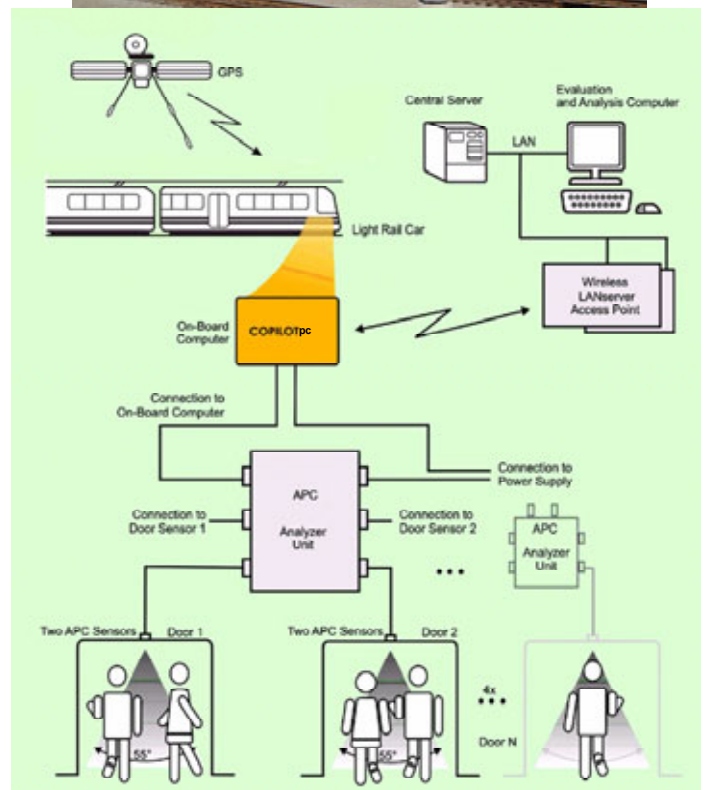 GPS
Central Server
Evaluation
and Analysis Computer
LAN
Light Rail Car
Wireless
LANserver
Access Point
On-Board
Computer
COPILOTpc
Connection to
On-Board Computer
Connection to
Power Supply
APC
Analyzer
Unit
Connection to
Door Sensor 1
Connection to
Door Sensor 2
APC
Analyzer
Unit
Two APC Sensors
Door 1
Two APC Sensors
Door 2
4x
Door N
55°
55°